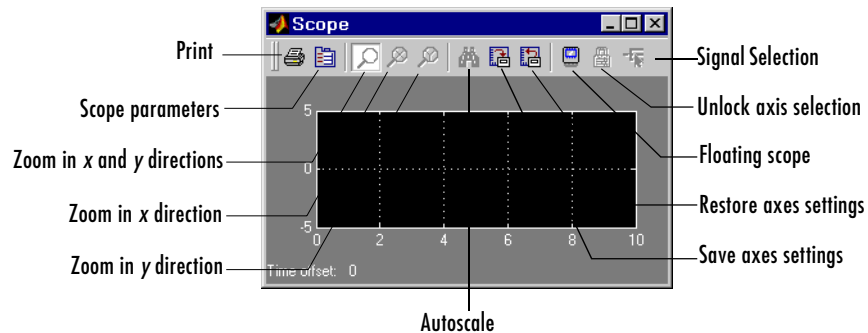 Scope
Print
Signal Selection
Scope parameters
Unlock axis selection
5
Zoom in x and y directions
Floating scope
0
Zoom in x direction
Restore axes settings
-5
0 2 4 6 8 10
Zoom in y direction
Save axes settings
Time offset: 0
Autoscale